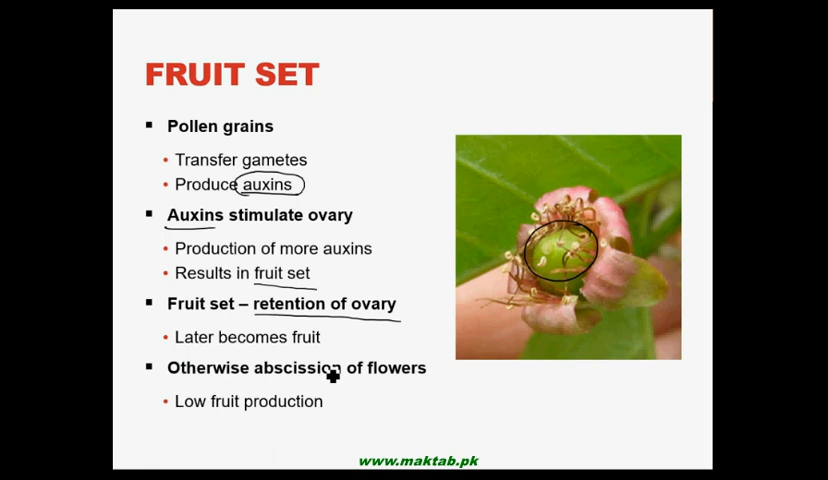 FRUIT SET
Pollen grains
Transfer gametes
Produce auxins
Auxins stimulate ovary
Production of more auxins
Results in fruit set
Fruit set – retention of ovary
Later becomes fruit
Otherwise abscission of flowers
Low fruit production
www.maktab.pk